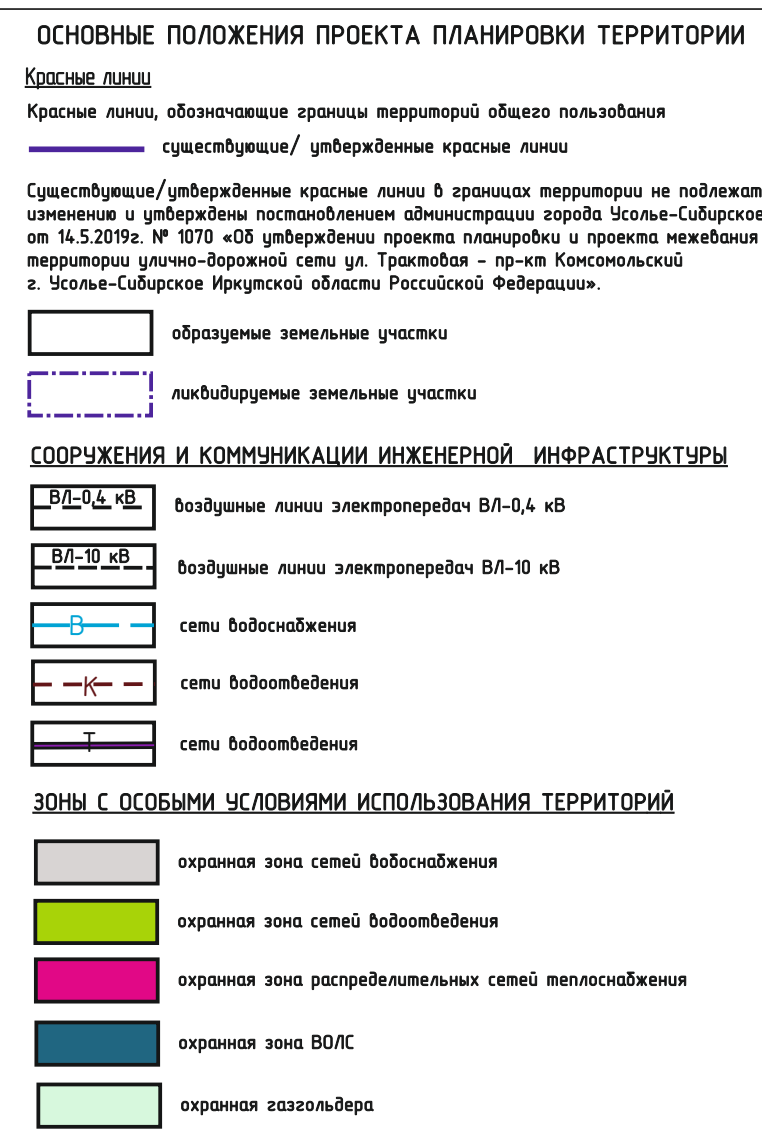 ОСНОВНЫЕ ПОЛОЖЕНИЯ ПРОЕКТА ПЛАНИРОВКИ ТЕРРИТОРИИ
Красные линии
Красные линии, обозначающие границы территорий общего пользования
существующие/ утвержденные красные линии
Существующие/утвержденные красные линии в границах территории не подлежат
изменению и утверждены постановлением администрации города Усолье-Сибирское
от 14.5.2019г. № 1070 «Об утверждении проекта планировки и проекта межевания
территории улично-дорожной сети ул. Трактовая - пр-кт Комсомольский
г. Усолье-Сибирское Иркутской области Российской Федерации».
образуемые земельные участки
ликвидируемые земельные участки
СООРУЖЕНИЯ И КОММУНИКАЦИИ ИНЖЕНЕРНОЙ ИНФРАСТРУКТУРЫ
ВЛ-0,4 кВ воздушные линии электропередач ВЛ-0,4 кВ
ВЛ-10 кВ воздушные линии электропередач ВЛ-10 кВ
В сети водоснабжения
К сети водоотведения
Т сети водоотведения
ЗОНЫ С ОСОБЫМИ УСЛОВИЯМИ ИСПОЛЬЗОВАНИЯ ТЕРРИТОРИЙ
охранная зона сетей вобоснабжения
охранная зона сетей водоотведения
охранная зона распределительных сетей теплоснабжения
охранная зона ВОЛС
охранная газгольдера